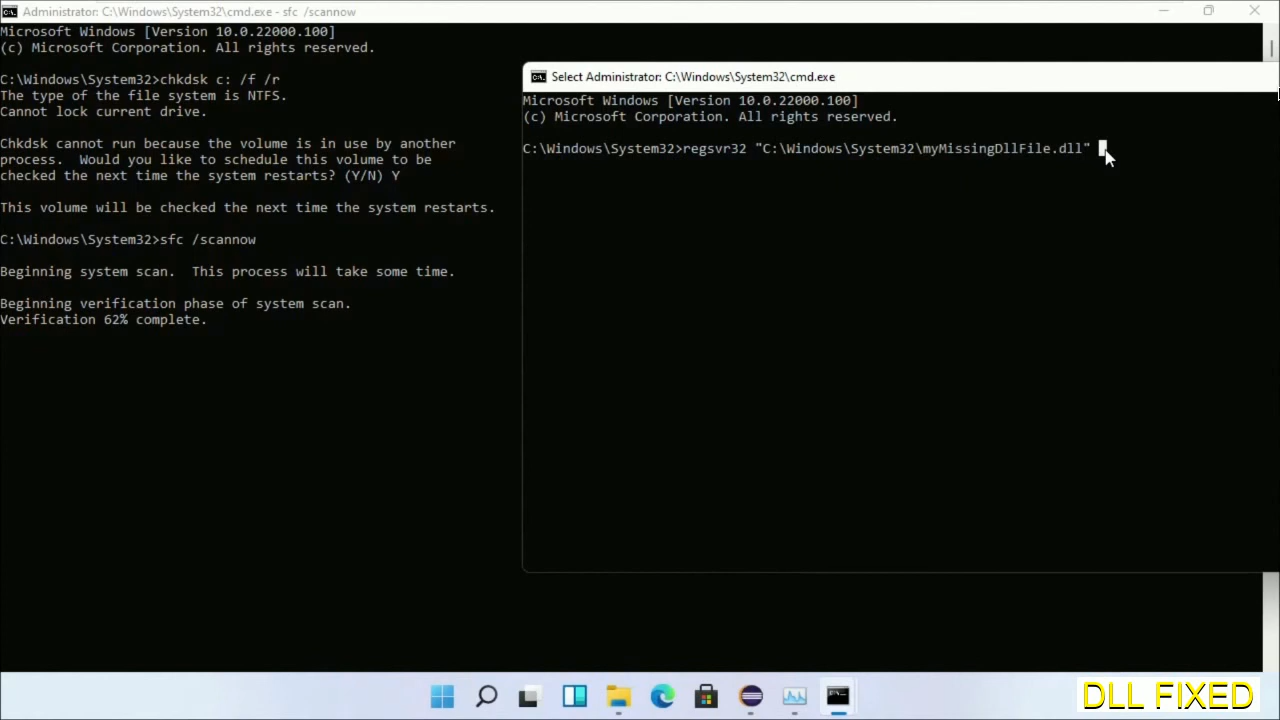 Administrator: C:\Windows\System32\cmd.exe - sfc /scannow
Microsoft Windows [Version 10.0.22000.100]
(c) Microsoft Corporation. All rights reserved.
C:\Windows\System32>chkdsk c: /f /r
The type of the file system is NTFS.
Cannot lock current drive.
Chkdsk cannot run because the volume is in use by another
process.  Would you like to schedule this volume to be
checked the next time the system restarts? (Y/N) Y
This volume will be checked the next time the system restarts.
C:\Windows\System32>sfc /scannow
Beginning system scan.  This process will take some time.
Beginning verification phase of system scan.
Verification 62% complete.
Select Administrator: C:\Windows\System32\cmd.exe
Microsoft Windows [Version 10.0.22000.100]
(c) Microsoft Corporation. All rights reserved.
C:\Windows\System32>regsvr32 "C:\Windows\System32\myMissingDllFile.dll"
DLL FIXED